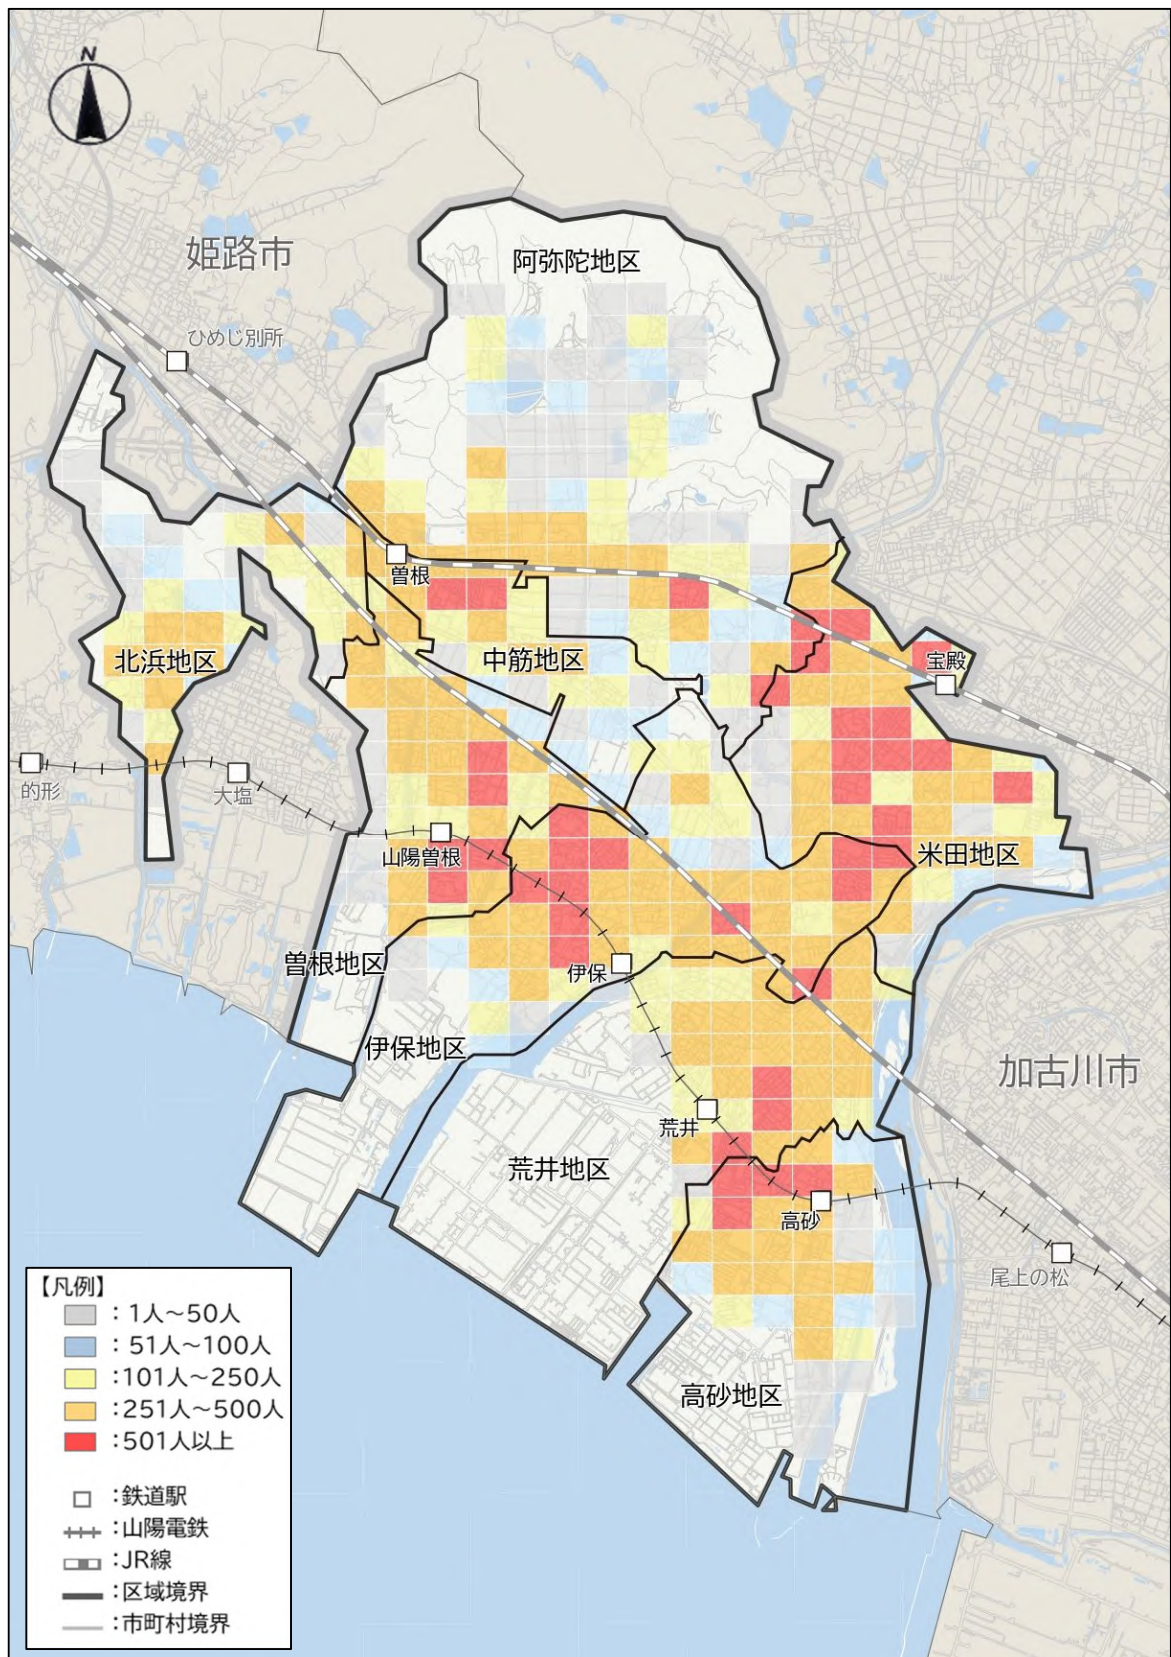 N
阿弥陀地区
姫路市
ひめじ別所
曽根
北浜地区
中筋地区
宝殿
的形
大塩
山陽曽根
米田地区
曽根地区
伊保
伊保地区
加古川市
荒井
荒井地区
高砂
尾上の松
高砂地区
【凡例】
：1人～50人
：51人～100人
：101人～250人
：251人～500人
：501人以上
：鉄道駅
：山陽電鉄
：JR線
：区域境界
：市町村境界